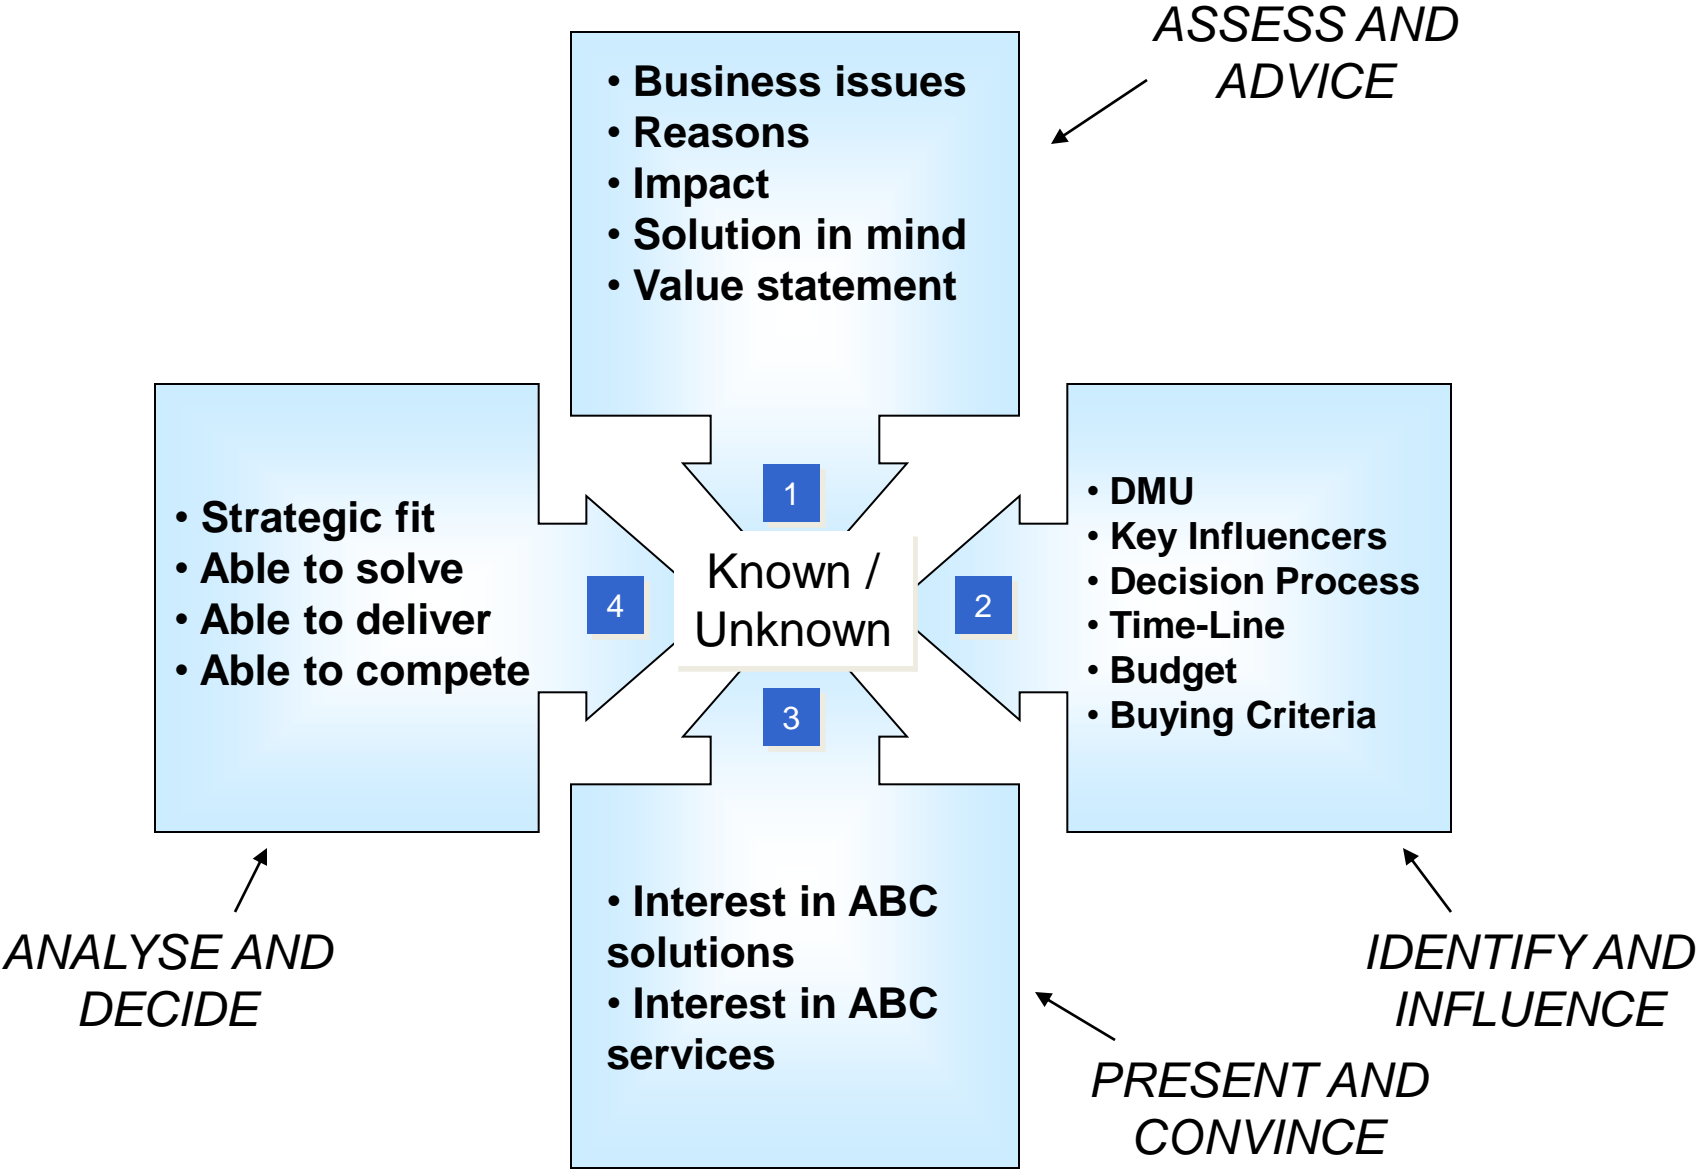 ASSESS AND
ADVICE
• Business issues
• Reasons
• Impact
• Solution in mind
• Value statement
1
• DMU
• Key Influencers
• Decision Process
• Time-Line
• Budget
• Buying Criteria
2
IDENTIFY AND
INFLUENCE
Known /
Unknown
3
• Interest in ABC
solutions
• Interest in ABC
services
PRESENT AND
CONVINCE
• Strategic fit
• Able to solve
• Able to deliver
• Able to compete
4
ANALYSE AND
DECIDE